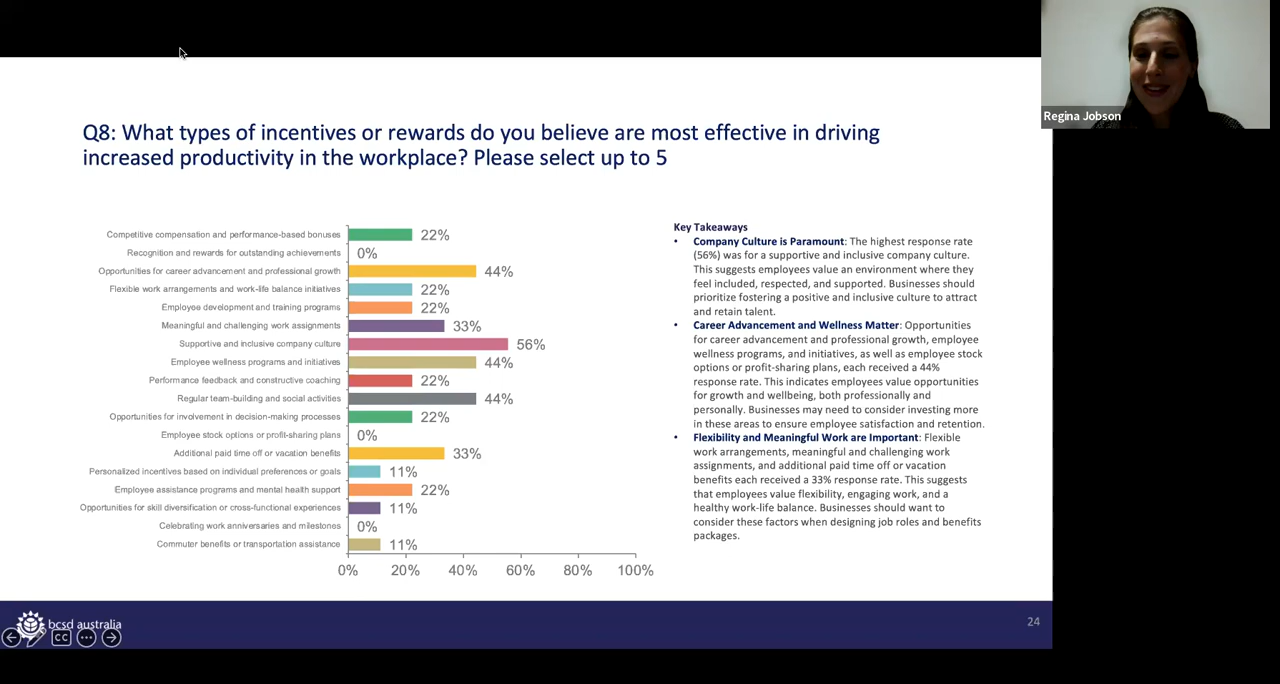 Regina Jobson
Q8: What types of incentives or rewards do you believe are most effective in driving
increased productivity in the workplace? Please select up to 5
Competitive compensation and performance-based bonuses 22%
Recognition and rewards for outstanding achievements 0%
Opportunities for career advancement and professional growth 44%
Flexible work arrangements and work-life balance initiatives 22%
Employee development and training programs 22%
Meaningful and challenging work assignments 33%
Supportive and inclusive company culture 56%
Employee wellness programs and initiatives 44%
Performance feedback and constructive coaching 22%
Regular team-building and social activities 44%
Opportunities for involvement in decision-making processes 22%
Employee stock options or profit-sharing plans 0%
Additional paid time off or vacation benefits 33%
Personalized incentives based on individual preferences or goals 11%
Employee assistance programs and mental health support 22%
Opportunities for skill diversification or cross-functional experiences 11%
Celebrating work anniversaries and milestones 0%
Commuter benefits or transportation assistance 11%
0% 20% 40% 60% 80% 100%
Key Takeaways
• Company Culture is Paramount: The highest response rate
(56%) was for a supportive and inclusive company culture.
This suggests employees value an environment where they
feel included, respected, and supported. Businesses should
prioritize fostering a positive and inclusive culture to attract
and retain talent.
• Career Advancement and Wellness Matter: Opportunities
for career advancement and professional growth, employee
wellness programs, and initiatives, as well as employee stock
options or profit-sharing plans, each received a 44%
response rate. This indicates employees value opportunities
for growth and wellbeing, both professionally and
personally. Businesses may need to consider investing more
in these areas to ensure employee satisfaction and retention.
• Flexibility and Meaningful Work are Important: Flexible
work arrangements, meaningful and challenging work
assignments, and additional paid time off or vacation
benefits each received a 33% response rate. This suggests
that employees value flexibility, engaging work, and a
healthy work-life balance. Businesses should want to
consider these factors when designing job roles and benefits
packages.
bcsd australia
CC
24